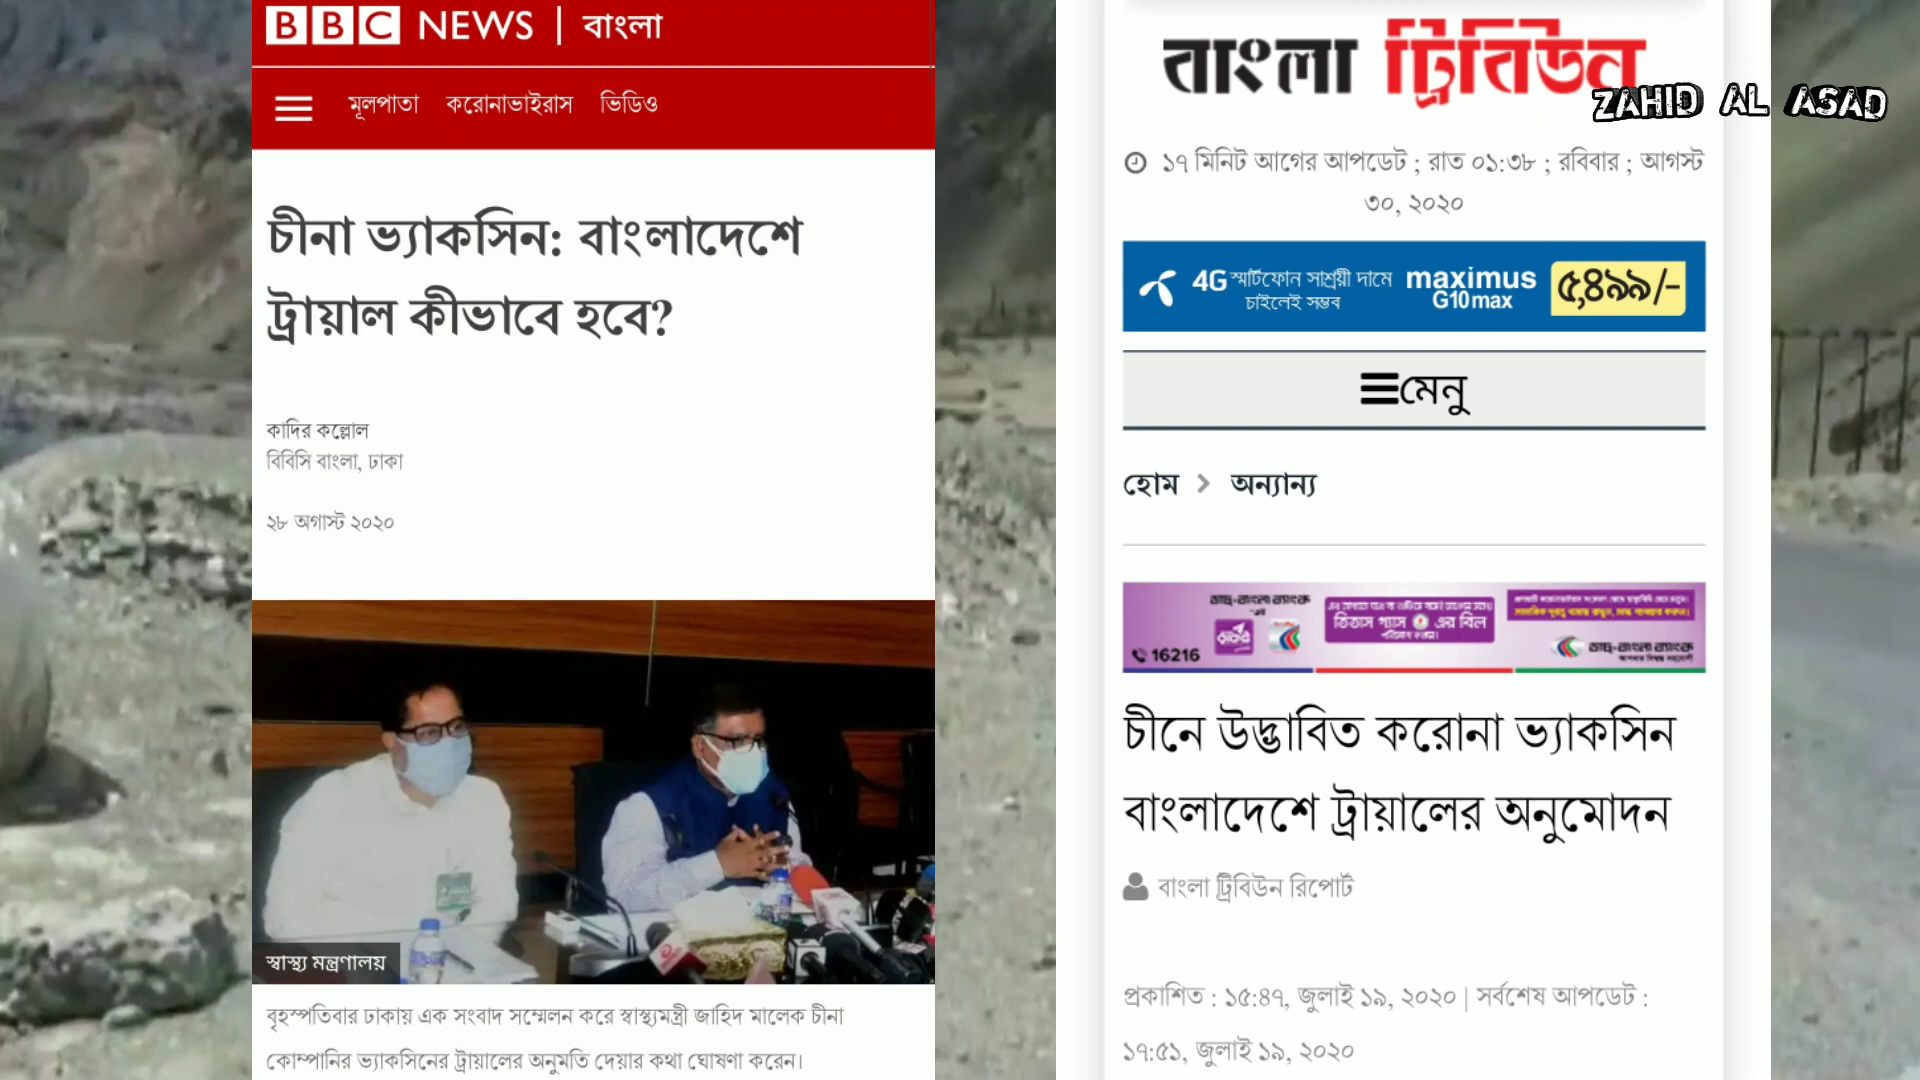 BBC NEWS | বাংলা
মূলপাতা করোনাভাইরাস ভিডিও
চীনা ভ্যাকসিন: বাংলাদেশে
ট্রায়াল কীভাবে হবে?
কাদির কল্লোল
বিবিসি বাংলা, ঢাকা
২৮ অগাস্ট ২০২০
স্বাস্থ্য মন্ত্রণালয়
বৃহস্পতিবার ঢাকায় এক সংবাদ সম্মেলন করে স্বাস্থ্যমন্ত্রী জাহিদ মালেক চীনা
কোম্পানির ভ্যাকসিনের ট্রায়ালের অনুমতি দেয়ার কথা ঘোষণা করেন।
বাংলা ট্রিবিউন
ZAHID AL ASAD
১৭ মিনিট আগের আপডেট ; রাত ০১:৩৮ ; রবিবার ; আগস্ট
৩০, ২০২০
4G স্মার্টফোন সাশ্রয়ী দামে
চাইলেই সম্ভব
maximus
G10 max
৫,৪৯৯/-
মেনু
হোম > অন্যান্য
ডাচ্-বাংলা ব্যাংক
তিতাস গ্যাস এর বিল
16216
ডাচ্-বাংলা ব্যাংক
চীনে উদ্ভাবিত করোনা ভ্যাকসিন
বাংলাদেশে ট্রায়ালের অনুমোদন
বাংলা ট্রিবিউন রিপোর্ট
প্রকাশিত : ১৫:৪৭, জুলাই ১৯, ২০২০ | সর্বশেষ আপডেট :
১৭:৫১, জুলাই ১৯, ২০২০